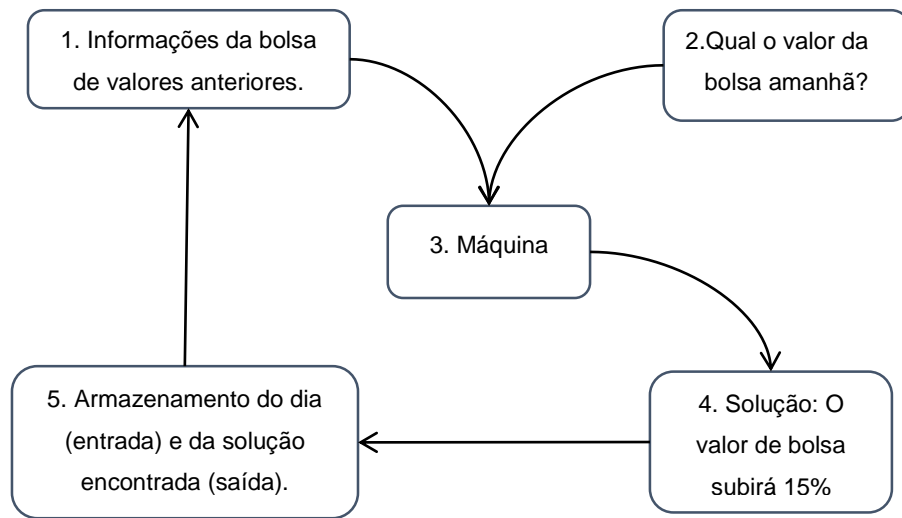 1. Informações da bolsa
de valores anteriores.
2.Qual o valor da
bolsa amanhã?
3. Máquina
4. Solução: O
valor de bolsa
subirá 15%
5. Armazenamento do dia
(entrada) e da solução
encontrada (saída).